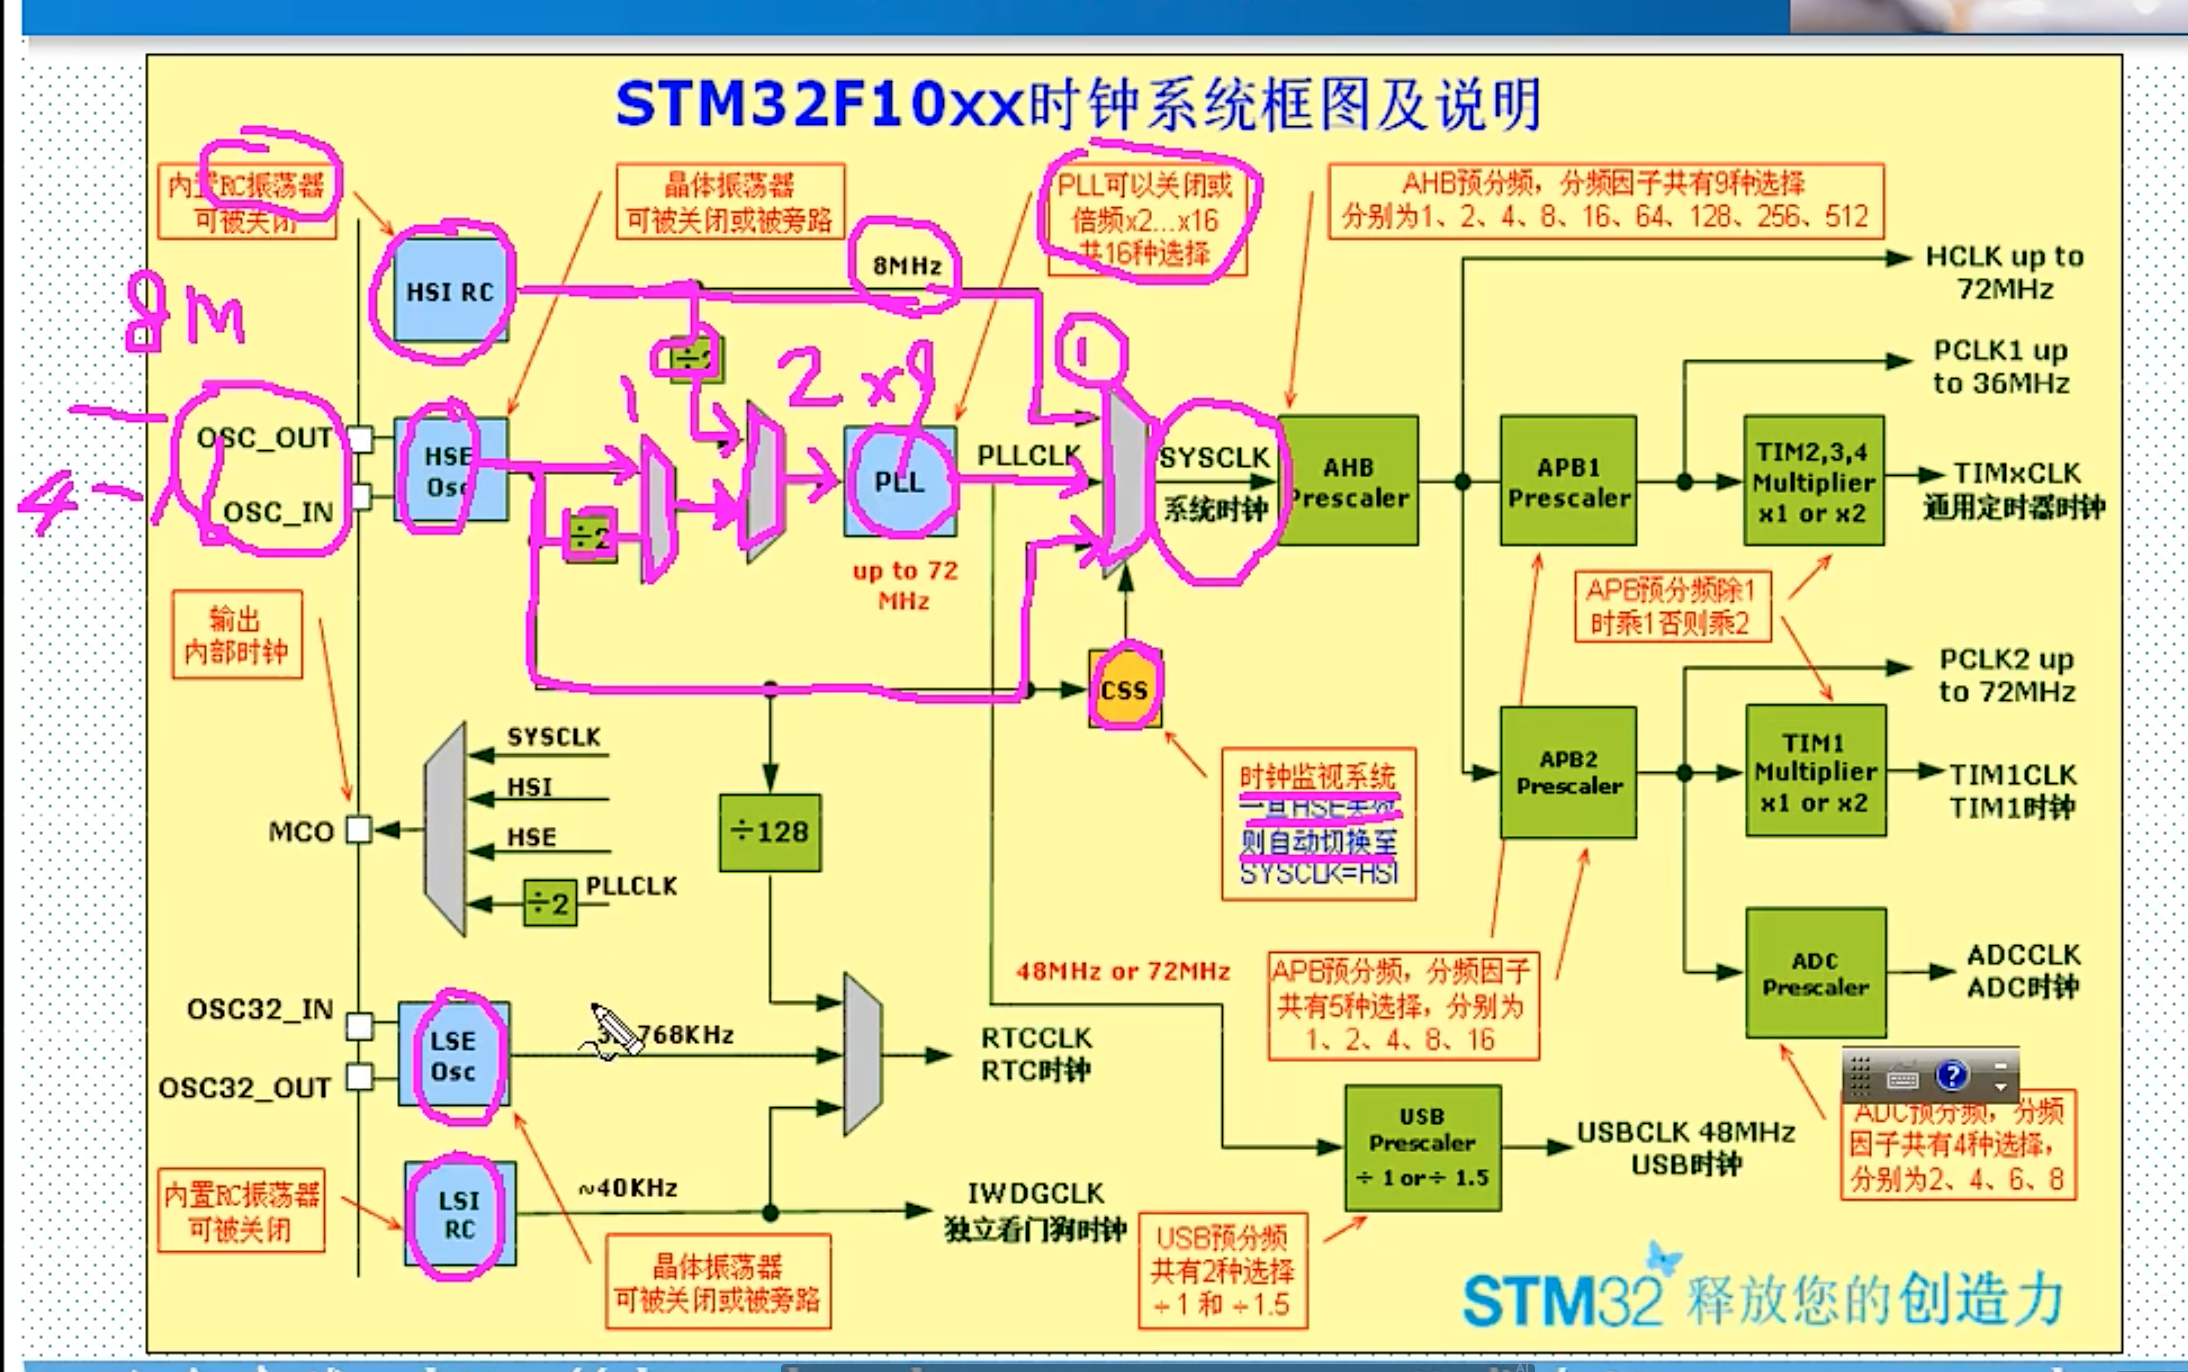 STM32F10xx时钟系统框图及说明
内置RC振荡器
可被关闭
晶体振荡器
可被关闭或被旁路
PLL可以关闭或
倍频x2...x16
共16种选择
AHB预分频，分频因子共有9种选择
分别为1、2、4、8、16、64、128、256、512
8MHz
HSI RC
8M
HCLK up to
72MHz
PCLK1 up
to 36MHz
÷2
1
2 x9
1
4-
OSC_OUT
OSC_IN
HSE
Osc
÷2
PLL
up to 72
MHz
PLLCLK
SYSCLK
系统时钟
AHB
Prescaler
APB1
Prescaler
TIM2,3,4
Multiplier
x1 or x2
TIMxCLK
通用定时器时钟
APB预分频除1
时乘1否则乘2
输出
内部时钟
CSS
时钟监视系统
一旦HSE失效
则自动切换至
SYSCLK=HSI
PCLK2 up
to 72MHz
APB2
Prescaler
TIM1
Multiplier
x1 or x2
TIM1CLK
TIM1时钟
SYSCLK
HSI
HSE
PLLCLK
÷2
MCO
÷128
48MHz or 72MHz
APB预分频，分频因子
共有5种选择，分别为
1、2、4、8、16
ADC
Prescaler
ADCCLK
ADC时钟
OSC32_IN
OSC32_OUT
LSE
Osc
768KHz
RTCCLK
RTC时钟
ADC预分频，分频
因子共有4种选择，
分别为2、4、6、8
USB
Prescaler
÷ 1 or÷ 1.5
USBCLK 48MHz
USB时钟
内置RC振荡器
可被关闭
LSI
RC
~40KHz
IWDGCLK
独立看门狗时钟
晶体振荡器
可被关闭或被旁路
USB预分频
共有2种选择
÷1 和 ÷1.5
STM32 释放您的创造力